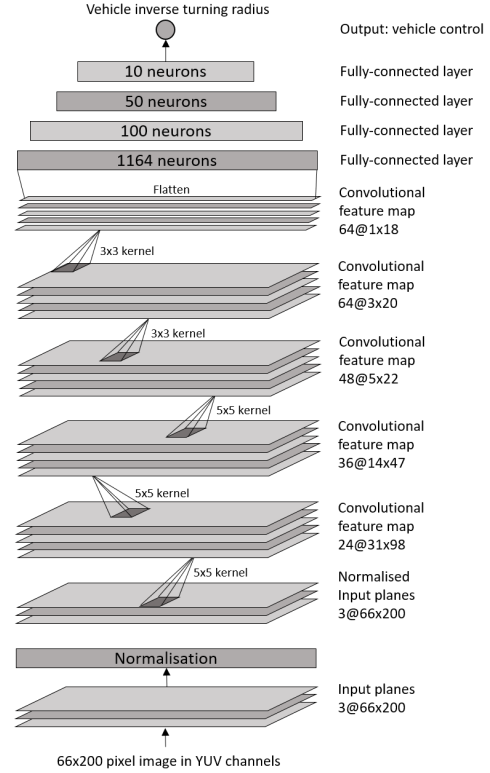 Vehicle inverse turning radius
Output: vehicle control
10 neurons
Fully-connected layer
50 neurons
Fully-connected layer
100 neurons
Fully-connected layer
1164 neurons
Fully-connected layer
Flatten
Convolutional
feature map
64@1x18
3x3 kernel
Convolutional
feature map
64@3x20
3x3 kernel
Convolutional
feature map
48@5x22
5x5 kernel
Convolutional
feature map
36@14x47
5x5 kernel
Convolutional
feature map
24@31x98
5x5 kernel
Normalised
Input planes
3@66x200
Normalisation
Input planes
3@66x200
66x200 pixel image in YUV channels